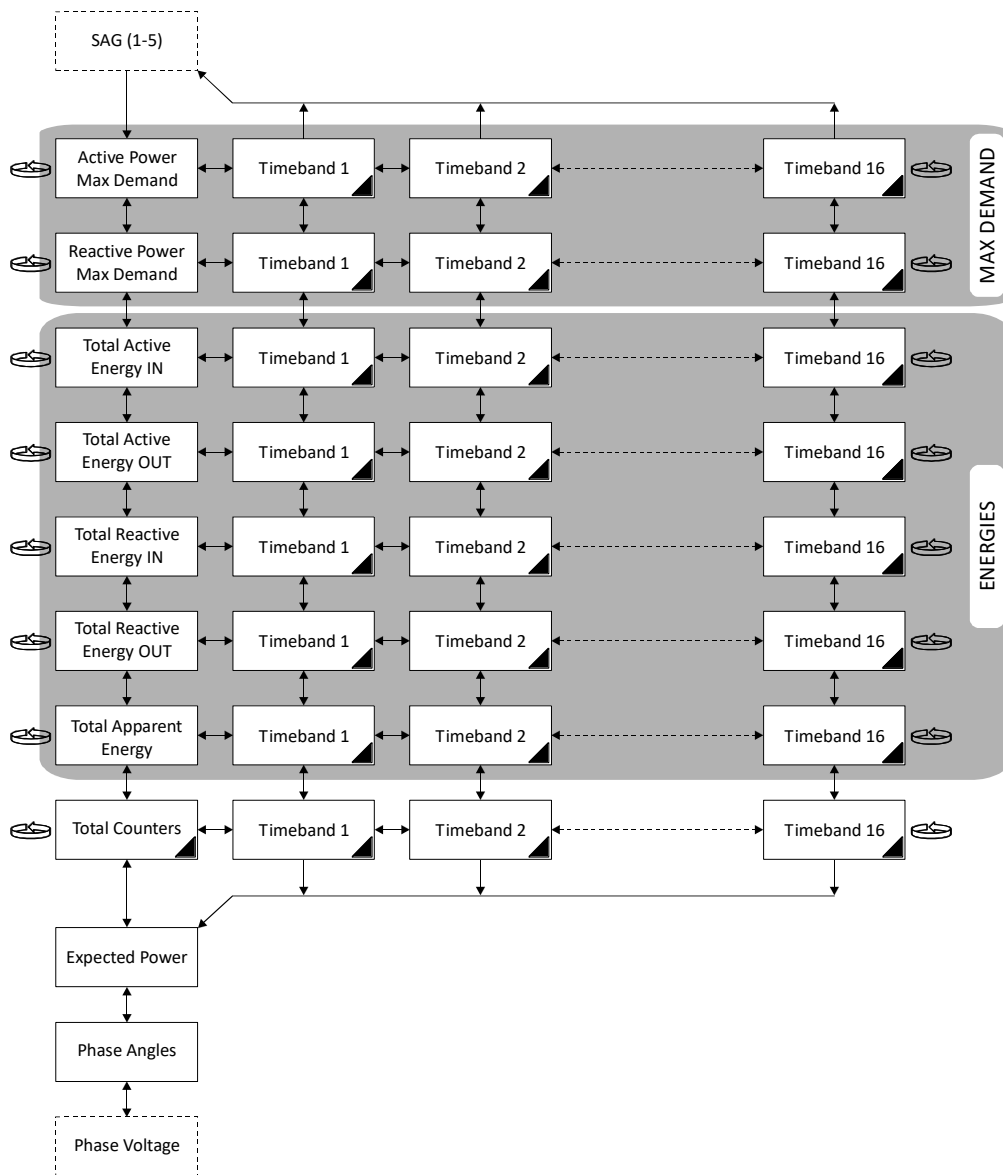 SAG (1-5)
Active Power
Max Demand
Timeband 1
Timeband 2
Timeband 16
MAX DEMAND
Reactive Power
Max Demand
Timeband 1
Timeband 2
Timeband 16
Total Active
Energy IN
Timeband 1
Timeband 2
Timeband 16
Total Active
Energy OUT
Timeband 1
Timeband 2
Timeband 16
ENERGIES
Total Reactive
Energy IN
Timeband 1
Timeband 2
Timeband 16
Total Reactive
Energy OUT
Timeband 1
Timeband 2
Timeband 16
Total Apparent
Energy
Timeband 1
Timeband 2
Timeband 16
Total Counters
Timeband 1
Timeband 2
Timeband 16
Expected Power
Phase Angles
Phase Voltage